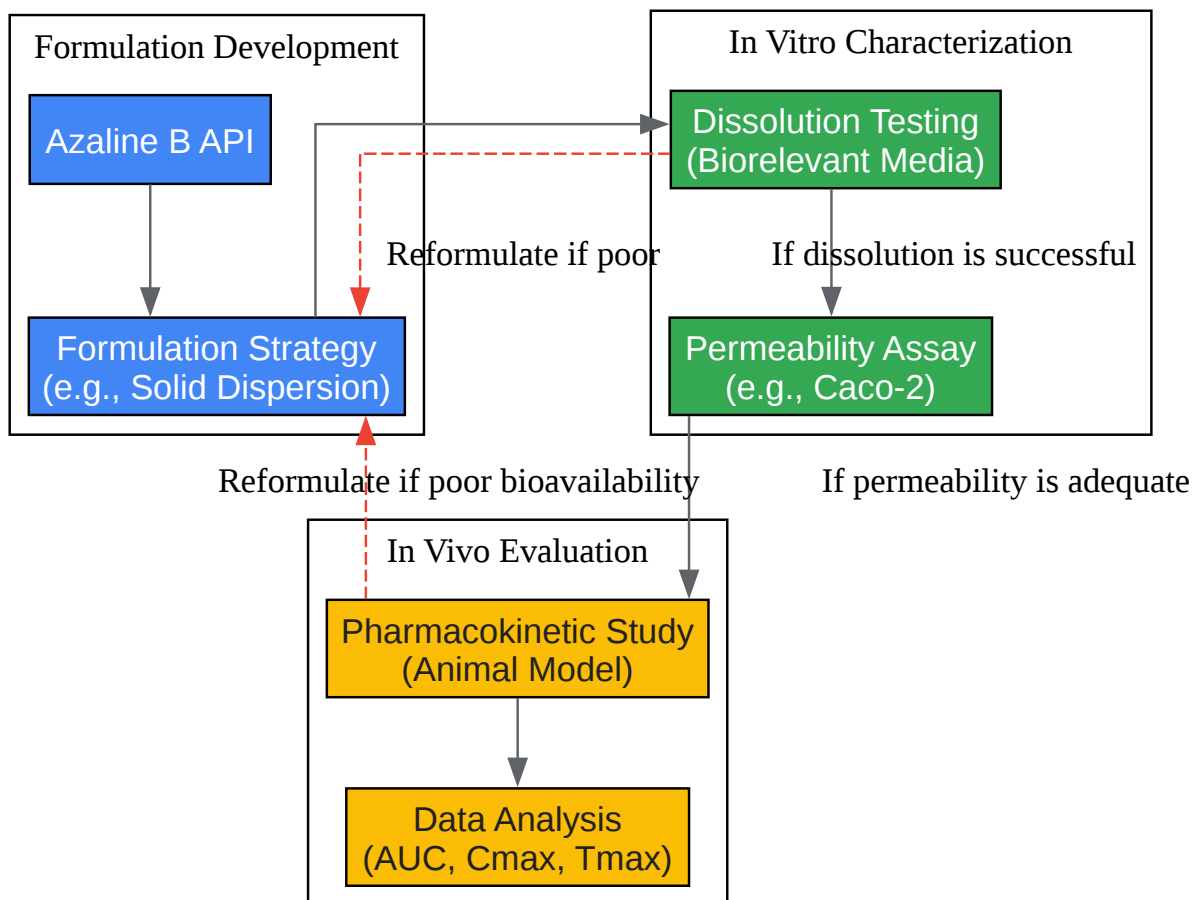 Formulation Development
Azaline B API
Formulation Strategy
(e.g., Solid Dispersion)
In Vitro Characterization
Dissolution Testing
(Biorelevant Media)
Reformulate if poor
If dissolution is successful
Permeability Assay
(e.g., Caco-2)
Reformulate if poor bioavailability
If permeability is adequate
In Vivo Evaluation
Pharmacokinetic Study
(Animal Model)
Data Analysis
(AUC, Cmax, Tmax)